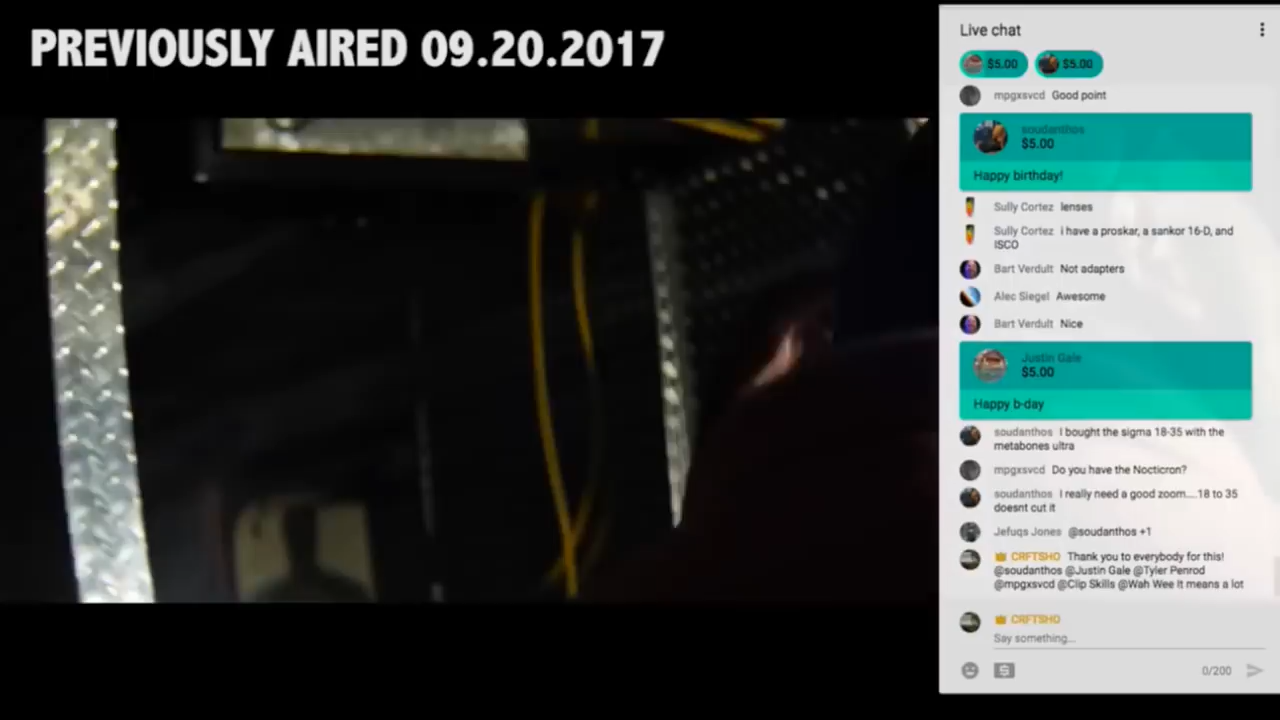 PREVIOUSLY AIRED 09.20.2017
Live chat
$5.00 $5.00
mpgxsvcd Good point
soudanthos
$5.00
Happy birthday!
Sully Cortez lenses
Sully Cortez i have a proskar, a sankor 16-D, and
ISCO
Bart Verdult Not adapters
Alec Siegel Awesome
Bart Verdult Nice
Justin Gale
$5.00
Happy b-day
soudanthos I bought the sigma 18-35 with the
metabones ultra
mpgxsvcd Do you have the Nocticron?
soudanthos I really need a good zoom....18 to 35
doesnt cut it
Jefuqs Jones @soudanthos +1
CRFTSHO Thank you to everybody for this!
@soudanthos @Justin Gale @Tyler Penrod
@mpgxsvcd @Clip Skills @Wah Wee It means a lot
CRFTSHO
Say something...
0/200